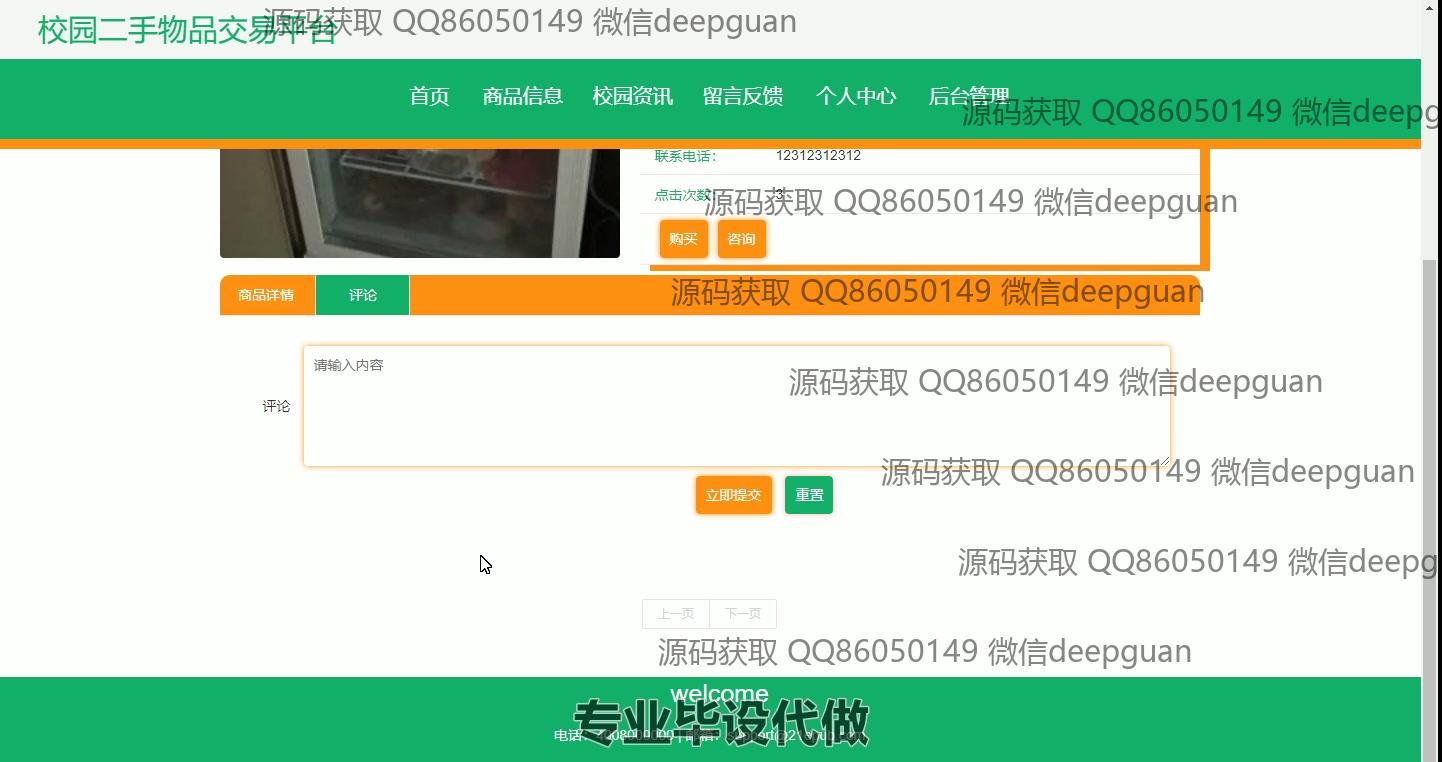 校园二手物品交易平台
源码获取 QQ86050149 微信deepguan
首页 商品信息 校园资讯 留言反馈 个人中心 后台管理
源码获取 QQ86050149 微信deepg
联系电话： 12312312312
点击次数： 3
源码获取 QQ86050149 微信deepguan
购买 咨询
商品详情 评论
源码获取 QQ86050149 微信deepguan
请输入内容
源码获取 QQ86050149 微信deepguan
评论
源码获取 QQ86050149 微信deepguan
立即提交 重置
源码获取 QQ86050149 微信deepg
上一页 下一页
源码获取 QQ86050149 微信deepguan
welcome
专业毕设代做
电话：